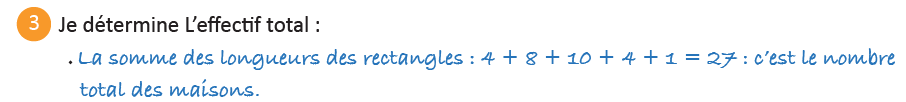 3 Je détermine L’effectif total :
. La somme des longueurs des rectangles : 4 + 8 + 10 + 4 + 1 = 27 : c’est le nombre
total des maisons.